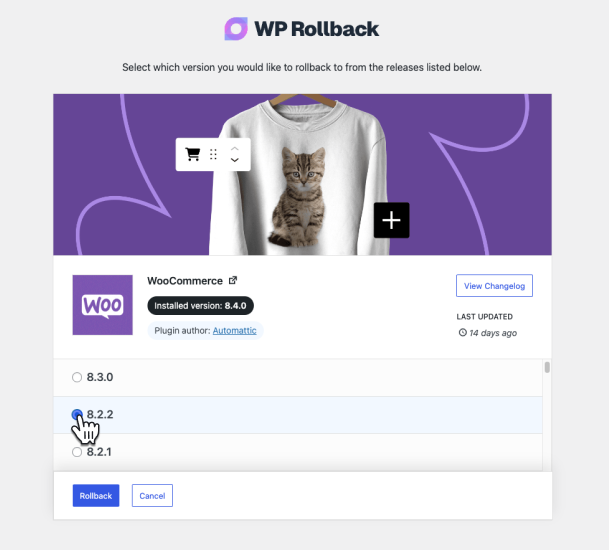 WP Rollback
Select which version you would like to rollback to from the releases listed below.
WooCommerce
Woo
Installed version: 8.4.0
Plugin author: Automattic
View Changelog
LAST UPDATED
14 days ago
8.3.0
8.2.2
8.2.1
Rollback
Cancel